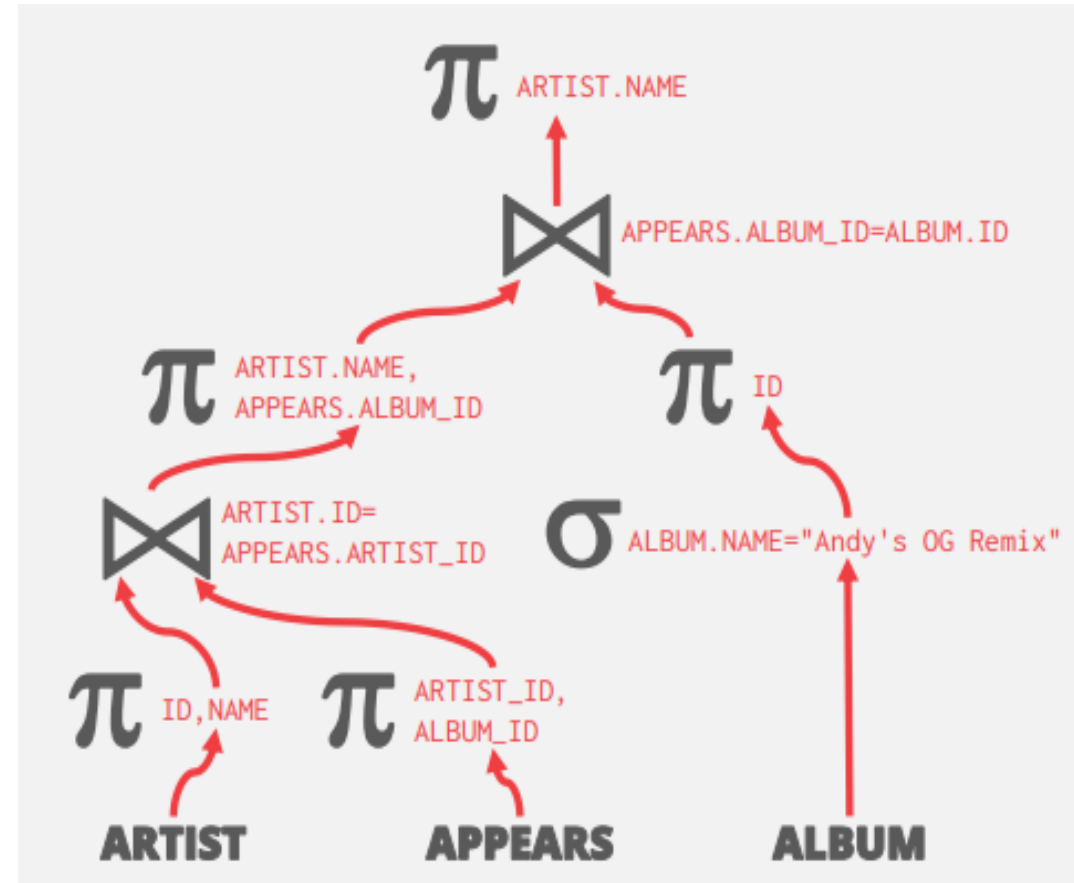 π ARTIST.NAME
⋈ APPEARS.ALBUM_ID=ALBUM.ID
π ARTIST.NAME,
APPEARS.ALBUM_ID
π ID
⋈ ARTIST.ID=
APPEARS.ARTIST_ID
σ ALBUM.NAME="Andy's OG Remix"
π ID,NAME
π ARTIST_ID,
ALBUM_ID
ARTIST
APPEARS
ALBUM